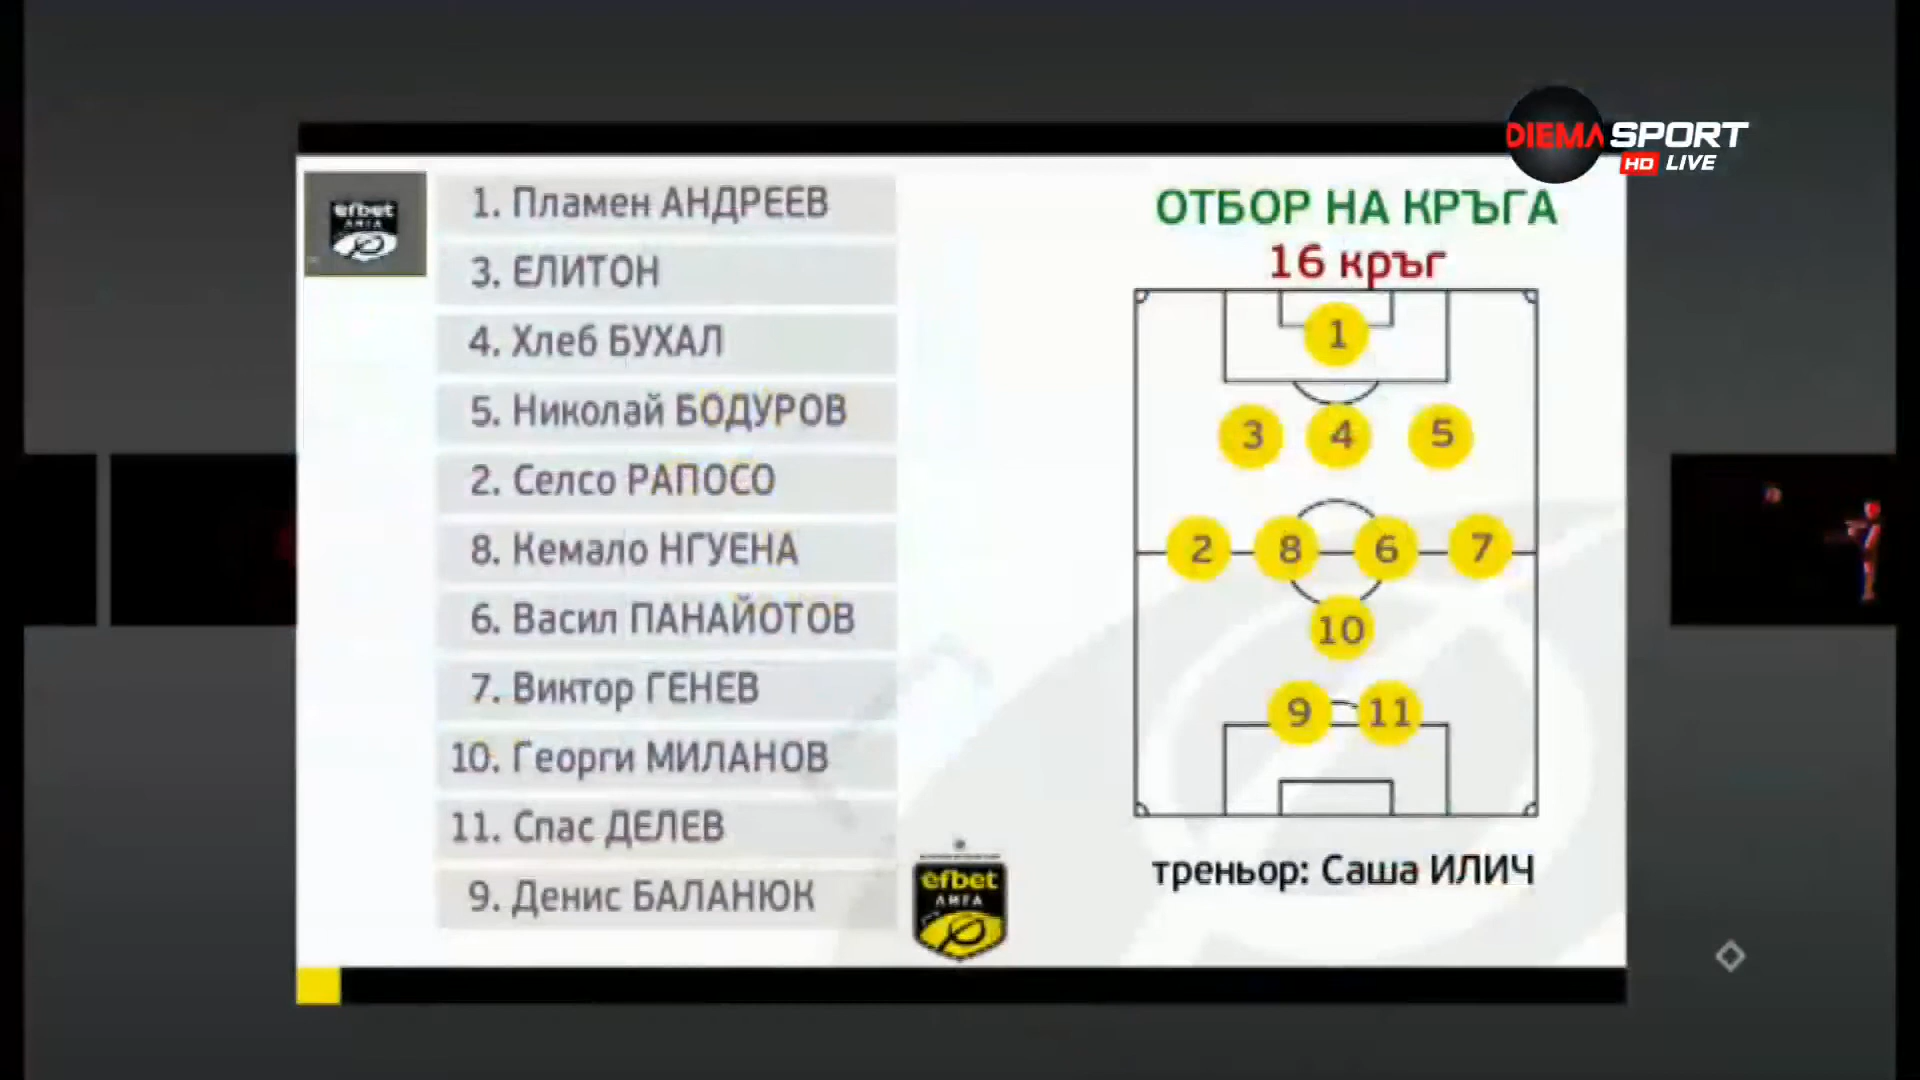 DIEMA SPORT
HD LIVE
efbet
ЛИГА
1. Пламен АНДРЕЕВ
3. ЕЛИТОН
4. Хлеб БУХАЛ
5. Николай БОДУРОВ
2. Селсо РАПОСО
8. Кемало НГУЕНА
6. Васил ПАНАЙОТОВ
7. Виктор ГЕНЕВ
10. Георги МИЛАНОВ
11. Спас ДЕЛЕВ
9. Денис БАЛАНЮК
efbet
ЛИГА
ОТБОР НА КРЪГА
16 кръг
1
3 4 5
2 8 6 7
10
9 11
треньор: Саша ИЛИЧ